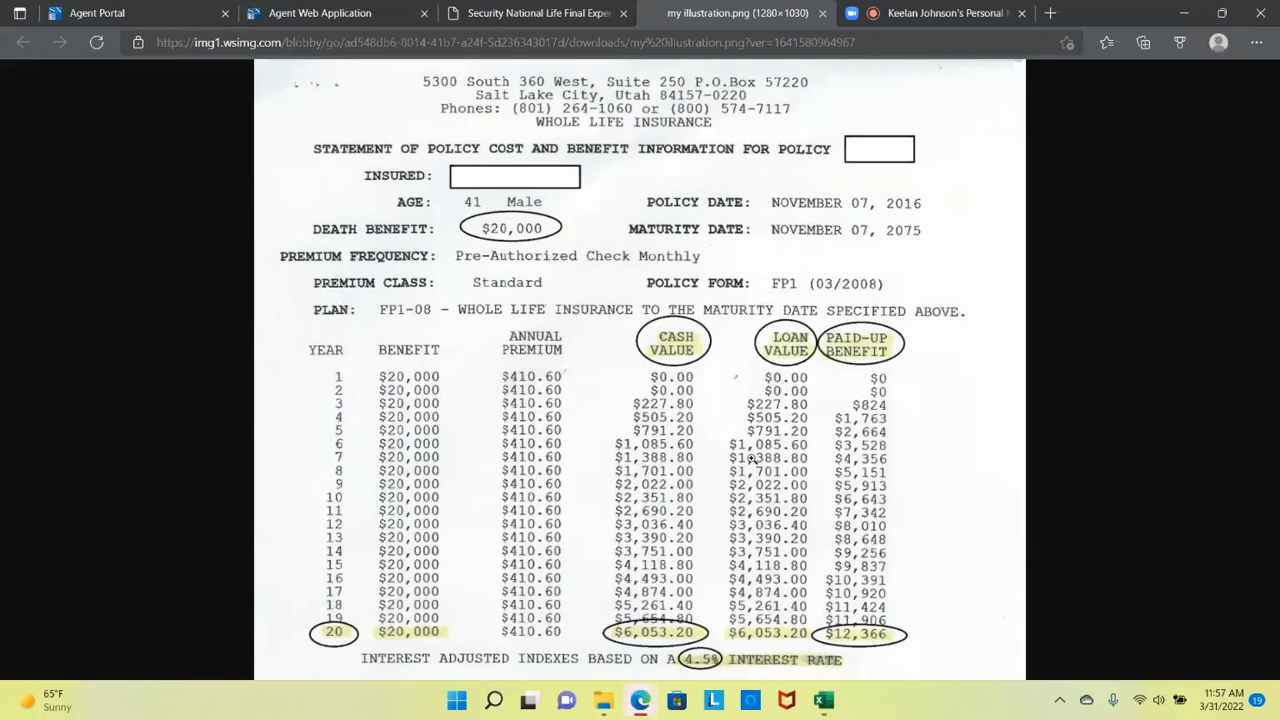 Agent Portal
Agent Web Application
Security National Life Final Expe
my illustration.png (1280×1030)
Keelan Johnson's Personal M
https://img1.wsimg.com/blobby/go/ad548db6-8014-41b7-a24f-5d236343017d/downloads/my%20illustration.png?ver=1641580964967
5300 South 360 West, Suite 250 P.O.Box 57220
Salt Lake City, Utah 84157-0220
Phones: (801) 264-1060 or (800) 574-7117
WHOLE LIFE INSURANCE
STATEMENT OF POLICY COST AND BENEFIT INFORMATION FOR POLICY
INSURED:
AGE: 41 Male POLICY DATE: NOVEMBER 07, 2016
DEATH BENEFIT: $20,000 MATURITY DATE: NOVEMBER 07, 2075
PREMIUM FREQUENCY: Pre-Authorized Check Monthly
PREMIUM CLASS: Standard POLICY FORM: FP1 (03/2008)
PLAN: FP1-08 - WHOLE LIFE INSURANCE TO THE MATURITY DATE SPECIFIED ABOVE.
ANNUAL CASH LOAN PAID-UP
YEAR BENEFIT PREMIUM VALUE VALUE BENEFIT
1 $20,000 $410.60 $0.00 $0.00 $0
2 $20,000 $410.60 $0.00 $0.00 $0
3 $20,000 $410.60 $227.80 $227.80 $824
4 $20,000 $410.60 $505.20 $505.20 $1,763
5 $20,000 $410.60 $791.20 $791.20 $2,664
6 $20,000 $410.60 $1,085.60 $1,085.60 $3,528
7 $20,000 $410.60 $1,388.80 $1,388.80 $4,356
8 $20,000 $410.60 $1,701.00 $1,701.00 $5,151
9 $20,000 $410.60 $2,022.00 $2,022.00 $5,913
10 $20,000 $410.60 $2,351.80 $2,351.80 $6,643
11 $20,000 $410.60 $2,690.20 $2,690.20 $7,342
12 $20,000 $410.60 $3,036.40 $3,036.40 $8,010
13 $20,000 $410.60 $3,390.20 $3,390.20 $8,648
14 $20,000 $410.60 $3,751.00 $3,751.00 $9,256
15 $20,000 $410.60 $4,118.80 $4,118.80 $9,837
16 $20,000 $410.60 $4,493.00 $4,493.00 $10,391
17 $20,000 $410.60 $4,874.00 $4,874.00 $10,920
18 $20,000 $410.60 $5,261.40 $5,261.40 $11,424
19 $20,000 $410.60 $5,654.80 $5,654.80 $11,906
20 $20,000 $410.60 $6,053.20 $6,053.20 $12,366
INTEREST ADJUSTED INDEXES BASED ON A 4.5% INTEREST RATE
65°F
Sunny
11:57 AM
3/31/2022
19